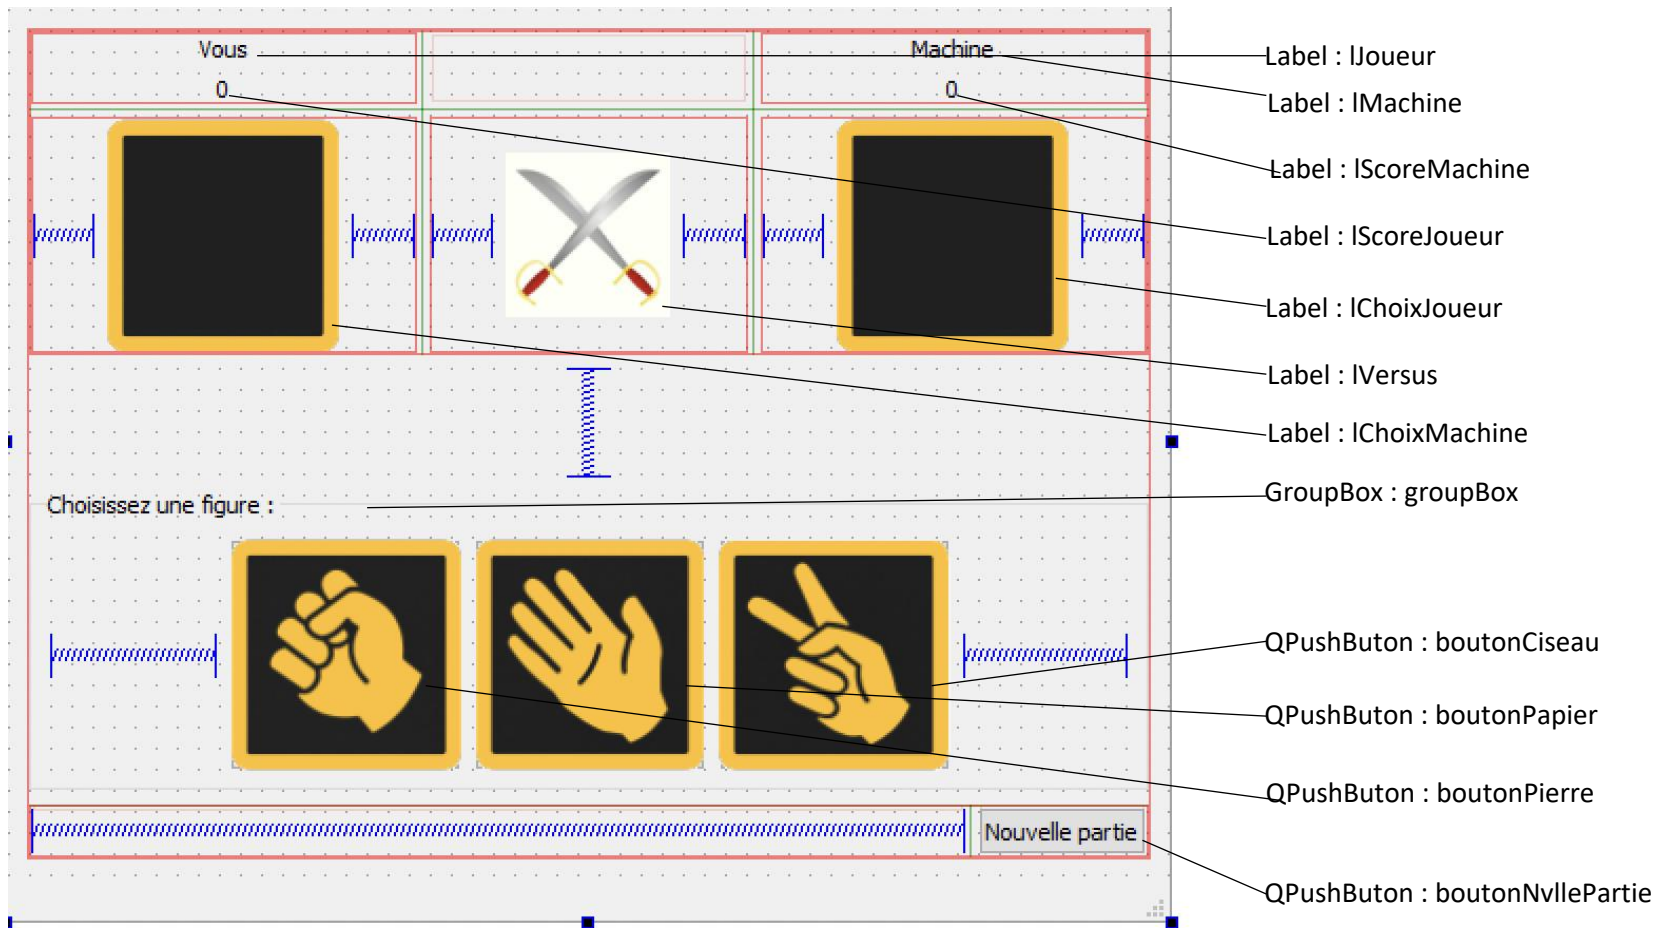 Vous
Machine
0
0
Choisissez une figure :
Nouvelle partie
Label : lJoueur
Label : lMachine
Label : lScoreMachine
Label : lScoreJoueur
Label : lChoixJoueur
Label : lVersus
Label : lChoixMachine
GroupBox : groupBox
QPushButon : boutonCiseau
QPushButon : boutonPapier
QPushButon : boutonPierre
QPushButon : boutonNvllePartie